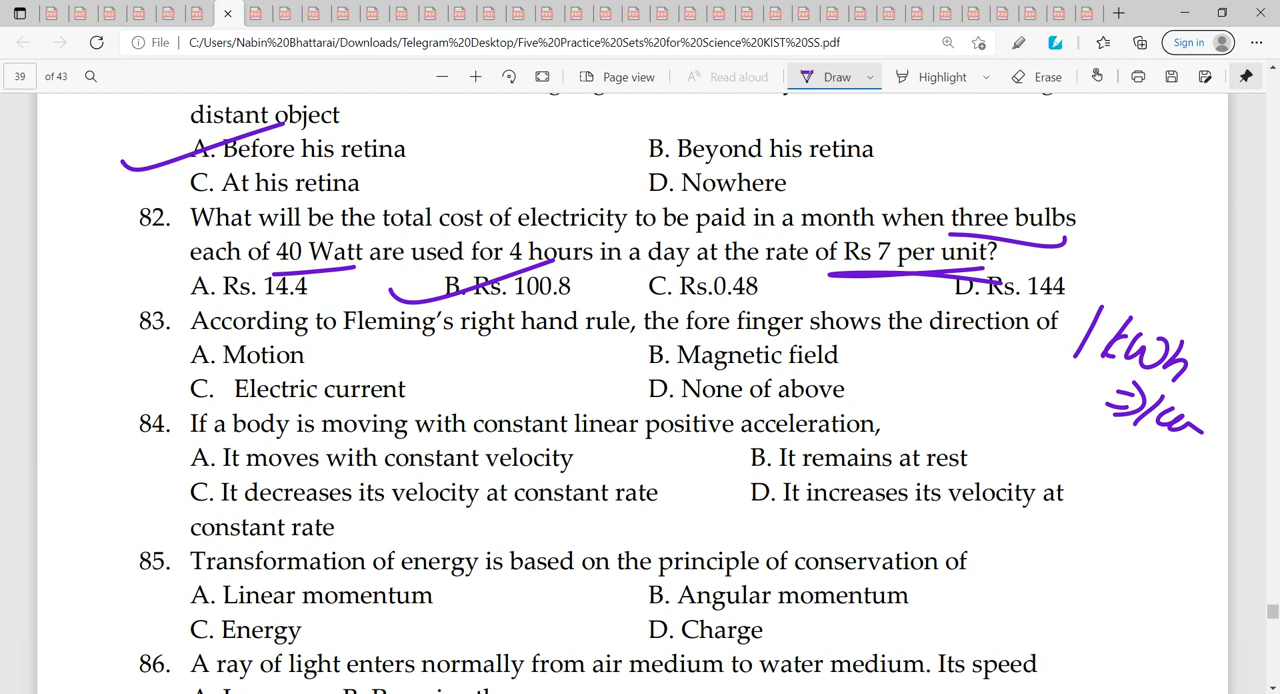 File C:/Users/Nabin%20Bhattarai/Downloads/Telegram%20Desktop/Five%20Practice%20Sets%20for%20Science%20KIST%20SS.pdf Sign in
39 of 43 Page view Read aloud Draw Highlight Erase
distant object
A. Before his retina B. Beyond his retina
C. At his retina D. Nowhere
82. What will be the total cost of electricity to be paid in a month when three bulbs
each of 40 Watt are used for 4 hours in a day at the rate of Rs 7 per unit?
A. Rs. 14.4 B. Rs. 100.8 C. Rs.0.48 D. Rs. 144
83. According to Fleming's right hand rule, the fore finger shows the direction of
A. Motion B. Magnetic field
C. Electric current D. None of above
1 kWh
84. If a body is moving with constant linear positive acceleration,
A. It moves with constant velocity B. It remains at rest
C. It decreases its velocity at constant rate D. It increases its velocity at
constant rate
85. Transformation of energy is based on the principle of conservation of
A. Linear momentum B. Angular momentum
C. Energy D. Charge
86. A ray of light enters normally from air medium to water medium. Its speed